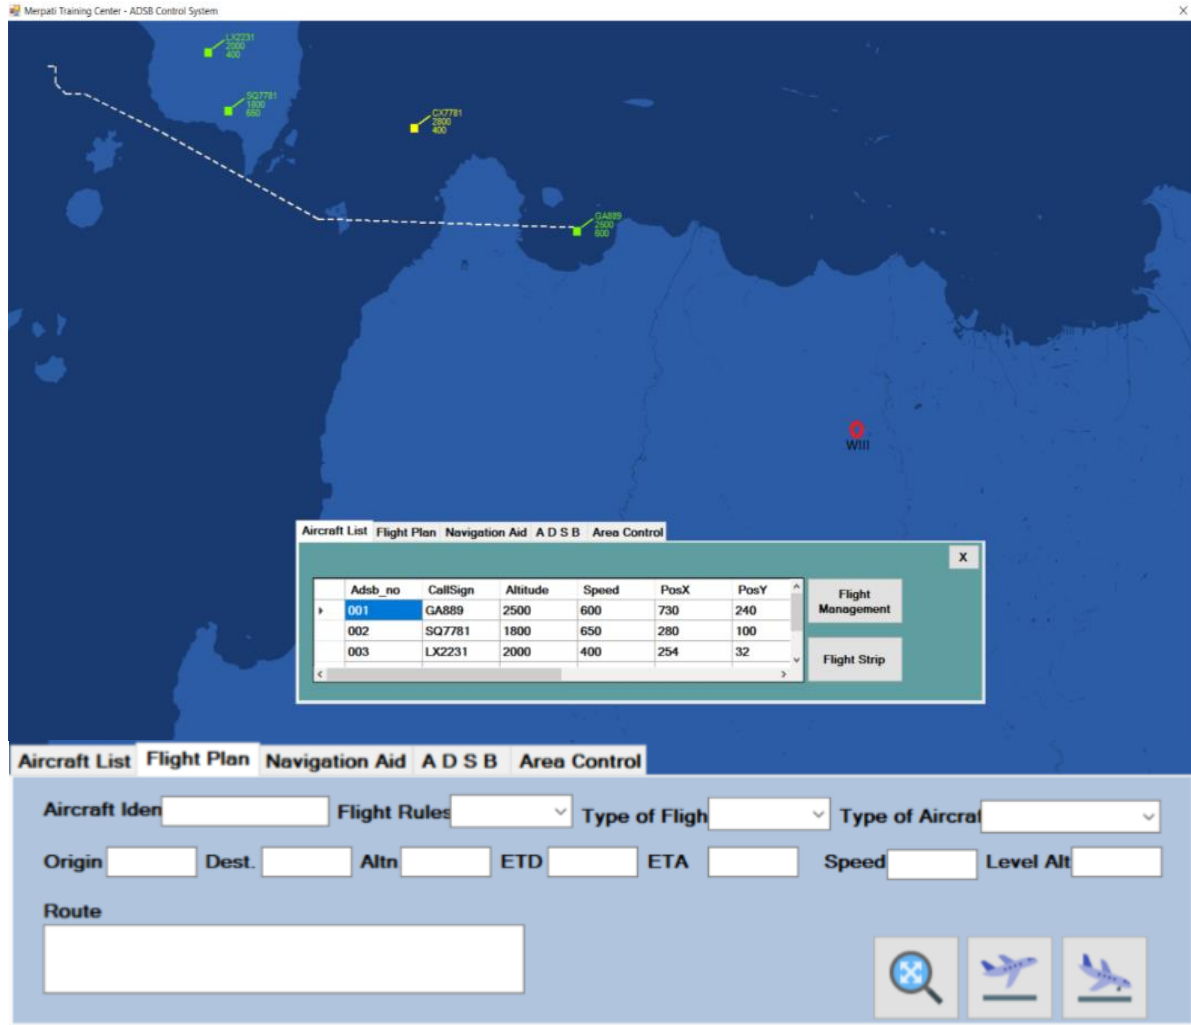 Merpati Training Center - ADSB Control System
LX2231
2000
400
SQ7781
1800
650
CX7781
2800
400
GA889
2500
600
WIII
Aircraft List Flight Plan Navigation Aid A D S B Area Control
X
Adsb_no CallSign Altitude Speed PosX PosY
001 GA889 2500 600 730 240
002 SQ7781 1800 650 280 100
003 LX2231 2000 400 254 32
Flight
Management
Flight Strip
Aircraft List Flight Plan Navigation Aid A D S B Area Control
Aircraft Iden Flight Rules Type of Fligh Type of Aircraf
Origin Dest. Altn ETD ETA Speed Level Alt
Route